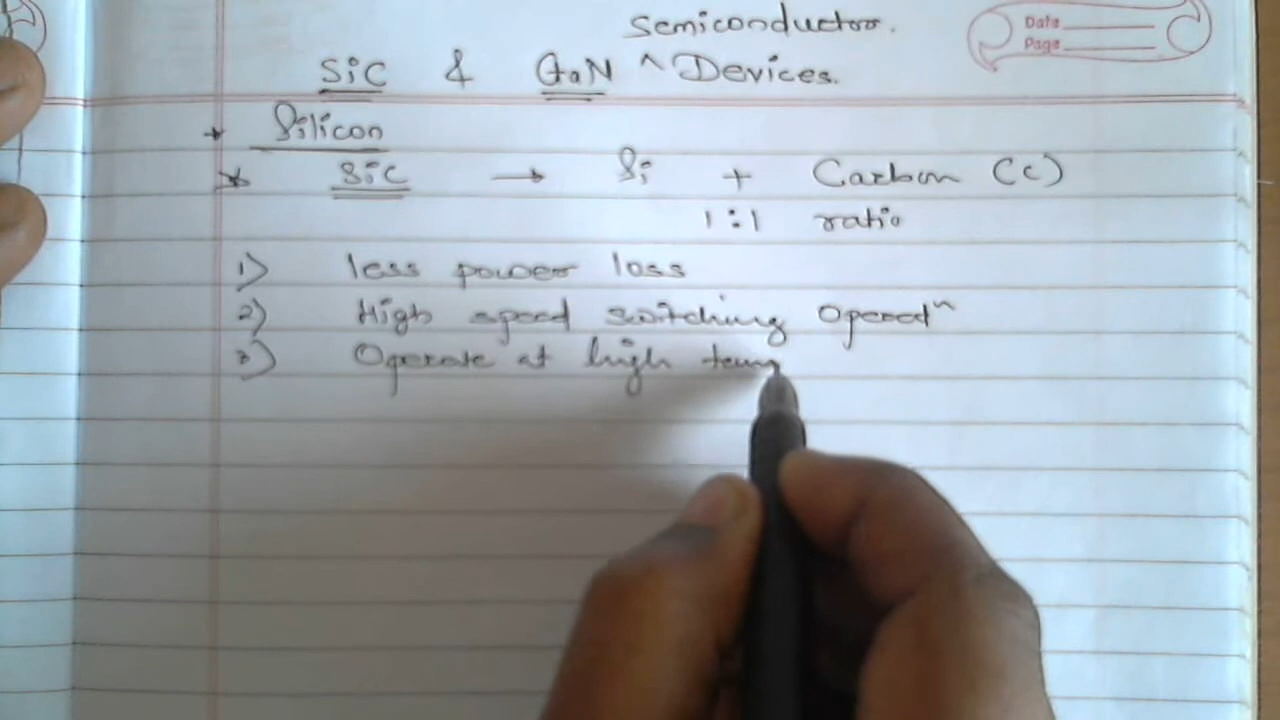 Date
Page
Semiconductor.
SiC & GaN ^ Devices.
Silicon
SiC → Si + Carbon (C)
1:1 ratio
1) less power loss
2) High speed switching Operatⁿ
3) Operate at high temp